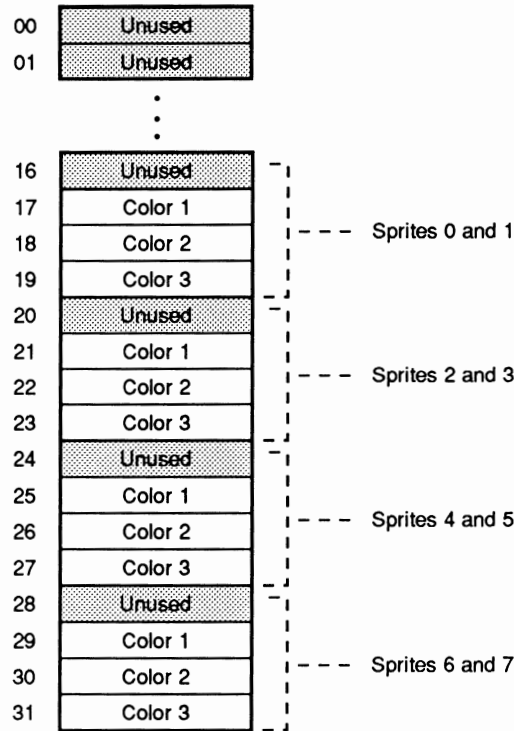 00 Unused
01 Unused
16 Unused
17 Color 1
18 Color 2 Sprites 0 and 1
19 Color 3
20 Unused
21 Color 1
22 Color 2 Sprites 2 and 3
23 Color 3
24 Unused
25 Color 1
26 Color 2 Sprites 4 and 5
27 Color 3
28 Unused
29 Color 1
30 Color 2 Sprites 6 and 7
31 Color 3